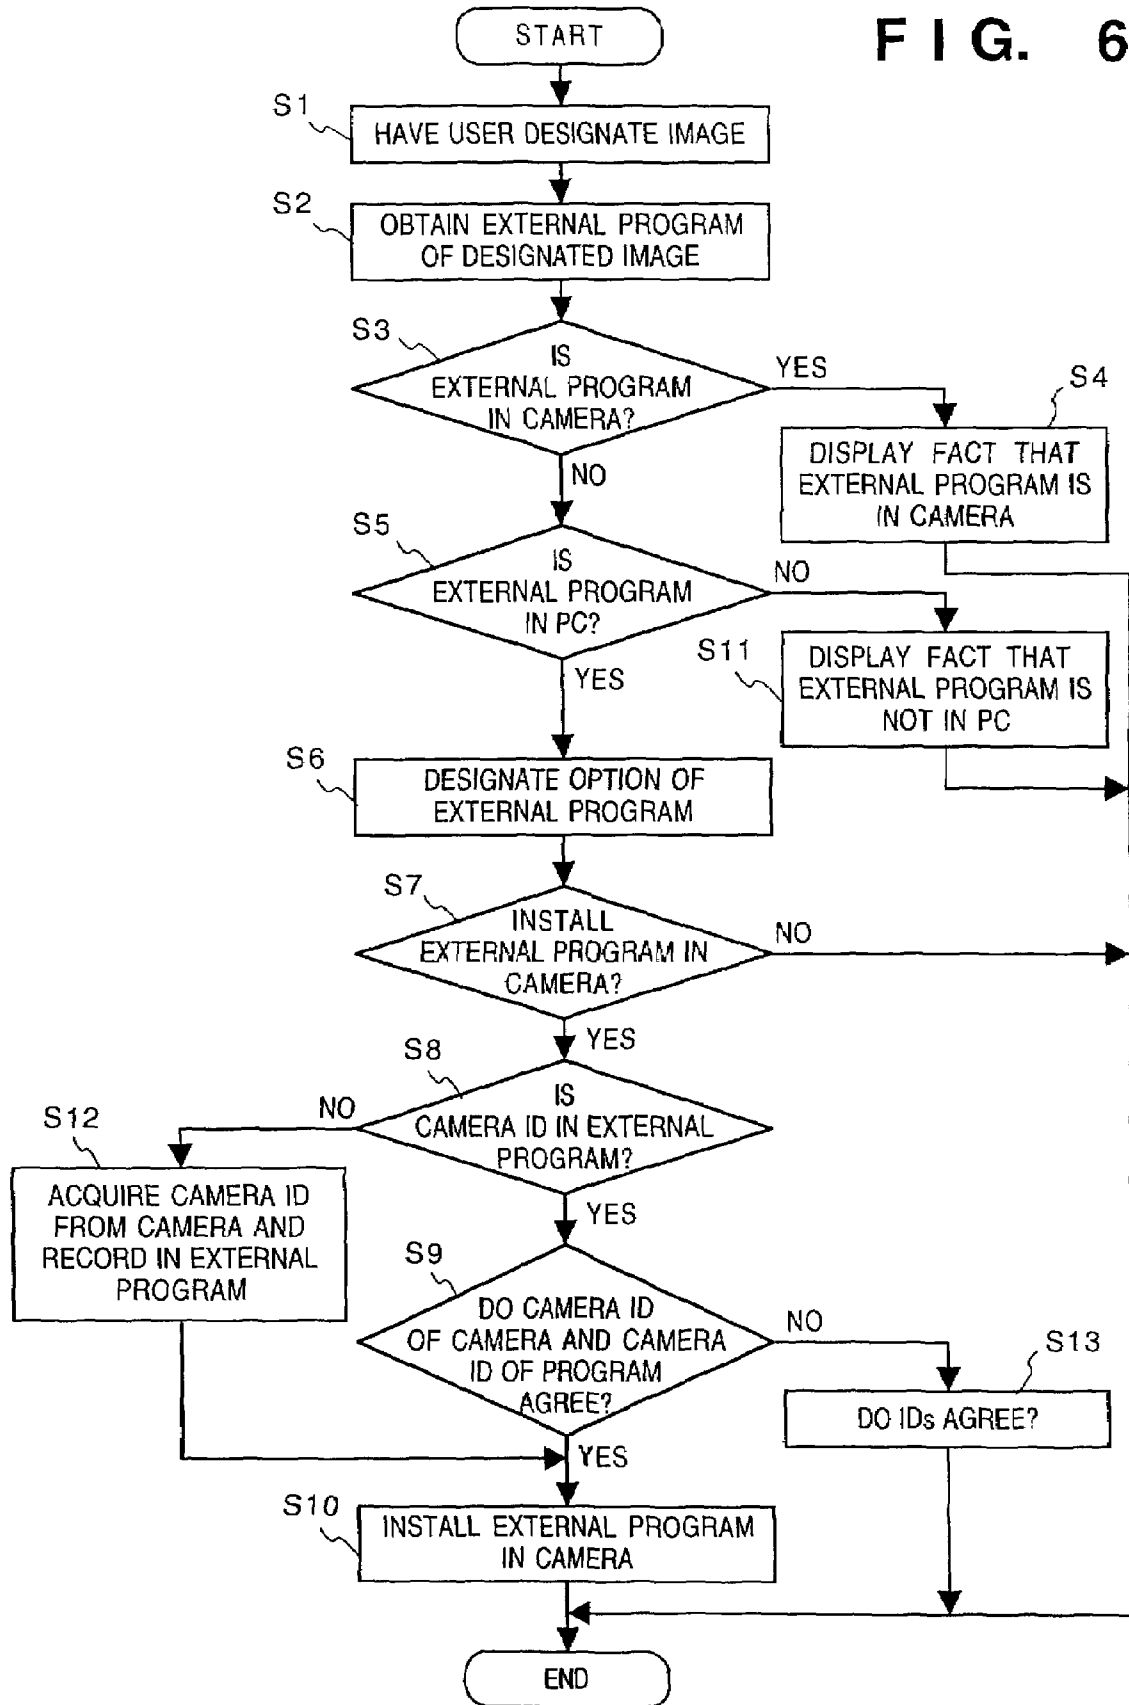 START
FIG. 6
S1
HAVE USER DESIGNATE IMAGE
S2
OBTAIN EXTERNAL PROGRAM
OF DESIGNATED IMAGE
S3
IS
EXTERNAL PROGRAM
IN CAMERA?
YES
NO
S4
DISPLAY FACT THAT
EXTERNAL PROGRAM IS
IN CAMERA
S5
IS
EXTERNAL PROGRAM
IN PC?
NO
YES
S11
DISPLAY FACT THAT
EXTERNAL PROGRAM IS
NOT IN PC
S6
DESIGNATE OPTION OF
EXTERNAL PROGRAM
S7
INSTALL
EXTERNAL PROGRAM IN
CAMERA?
NO
YES
S8
IS
CAMERA ID IN EXTERNAL
PROGRAM?
NO
YES
S12
ACQUIRE CAMERA ID
FROM CAMERA AND
RECORD IN EXTERNAL
PROGRAM
S9
DO CAMERA ID
OF CAMERA AND CAMERA
ID OF PROGRAM
AGREE?
NO
YES
S13
DO IDs AGREE?
S10
INSTALL EXTERNAL PROGRAM
IN CAMERA
END